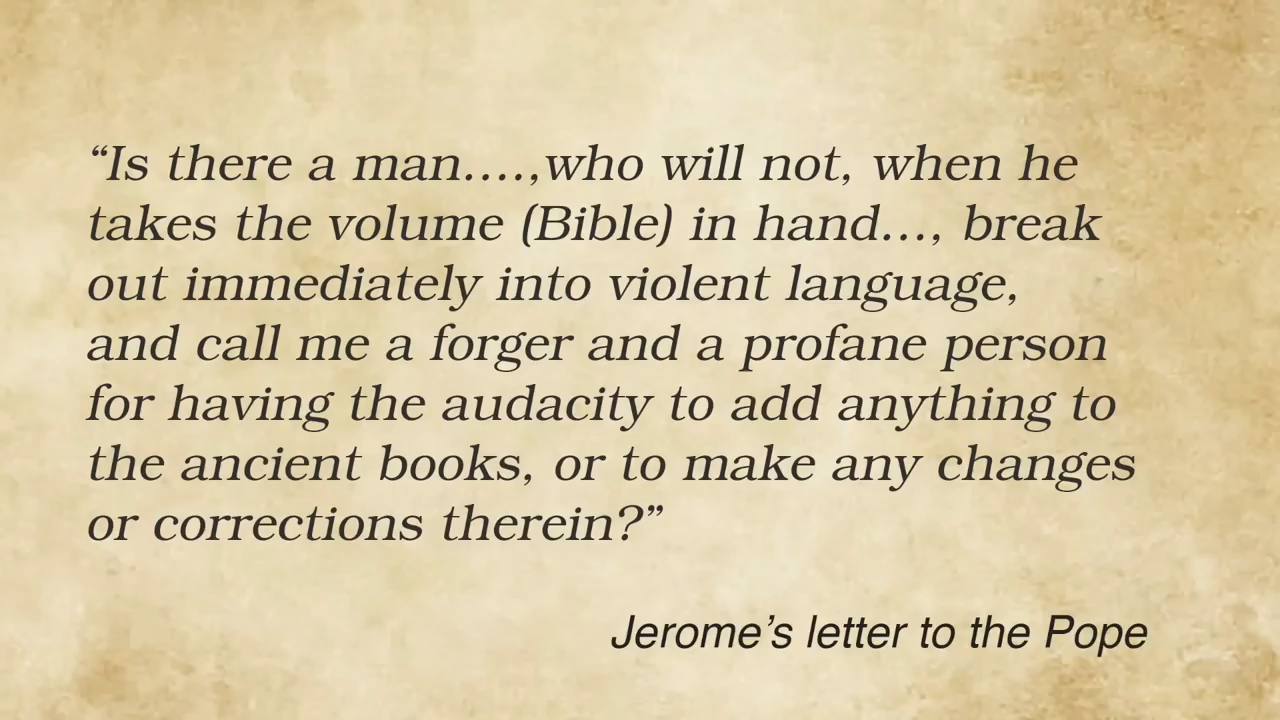 “Is there a man....,who will not, when he
takes the volume (Bible) in hand..., break
out immediately into violent language,
and call me a forger and a profane person
for having the audacity to add anything to
the ancient books, or to make any changes
or corrections therein?”
Jerome’s letter to the Pope